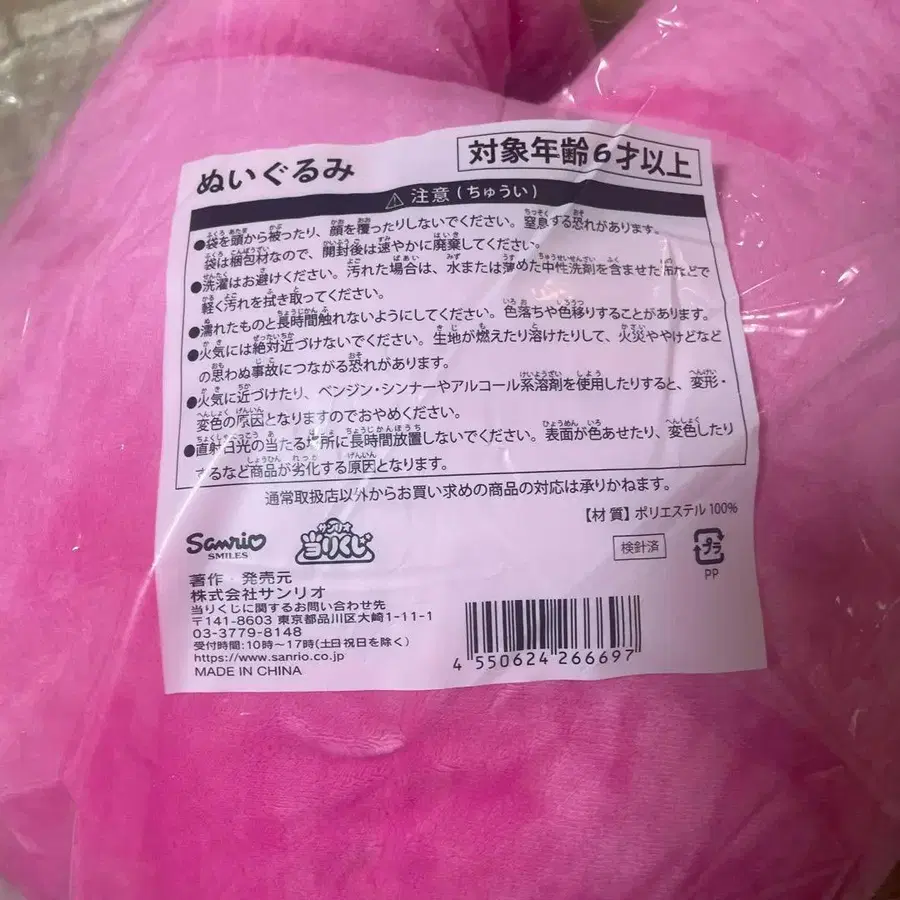 ぬいぐるみ
対象年齢6才以上
注意(ちゅうい)
●袋を頭から被ったり、顔を覆ったりしないでください。窒息する恐れがあります。
袋は梱包材なので、開封後は速やかに廃棄してください。
●洗濯はお避けください。汚れた場合は、水または薄めた中性洗剤を含ませた布などで
軽く汚れを拭き取ってください。
●濡れたものと長時間触れないようにしてください。色落ちや色移りすることがあります。
●火気には絶対近づけないでください。生地が燃えたり溶けたりして、火災ややけどなど
の思わぬ事故につながる恐れがあります。
●火気に近づけたり、ベンジン・シンナーやアルコール系溶剤を使用したりすると、変形・
変色の原因となりますのでおやめください。
●直射日光の当たる場所に長時間放置しないでください。表面が色あせたり、変色したり
するなど商品が劣化する原因となります。
通常取扱店以外からお買い求めの商品の対応は承りかねます。
【材質】ポリエステル100%
Sanrio
SMILES
サンリオ
当りくじ
検針済
プラ
PP
著作・発売元
株式会社サンリオ
当りくじに関するお問い合わせ先
〒141-8603 東京都品川区大崎1-11-1
03-3779-8148
受付時間:10時～17時(土日祝日を除く)
https://www.sanrio.co.jp
MADE IN CHINA
4 550624 266697